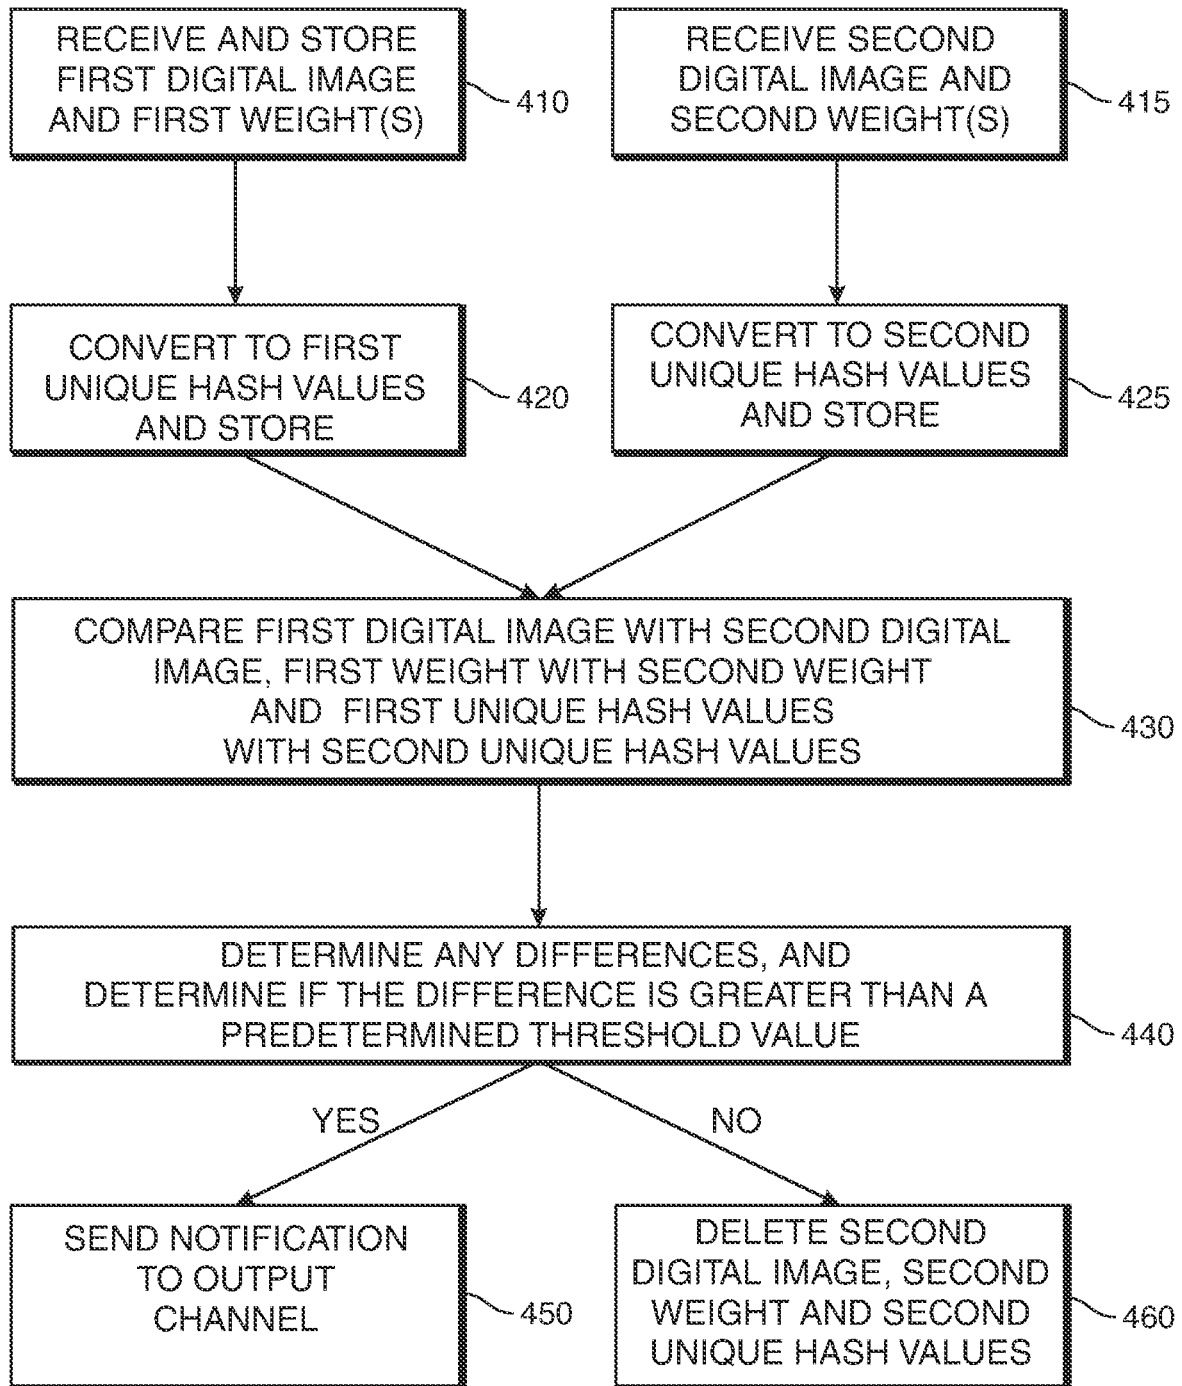 RECEIVE AND STORE
FIRST DIGITAL IMAGE
AND FIRST WEIGHT(S)
410
RECEIVE SECOND
DIGITAL IMAGE AND
SECOND WEIGHT(S)
415
CONVERT TO FIRST
UNIQUE HASH VALUES
AND STORE
420
CONVERT TO SECOND
UNIQUE HASH VALUES
AND STORE
425
COMPARE FIRST DIGITAL IMAGE WITH SECOND DIGITAL
IMAGE, FIRST WEIGHT WITH SECOND WEIGHT
AND FIRST UNIQUE HASH VALUES
WITH SECOND UNIQUE HASH VALUES
430
DETERMINE ANY DIFFERENCES, AND
DETERMINE IF THE DIFFERENCE IS GREATER THAN A
PREDETERMINED THRESHOLD VALUE
440
YES
NO
SEND NOTIFICATION
TO OUTPUT
CHANNEL
450
DELETE SECOND
DIGITAL IMAGE, SECOND
WEIGHT AND SECOND
UNIQUE HASH VALUES
460